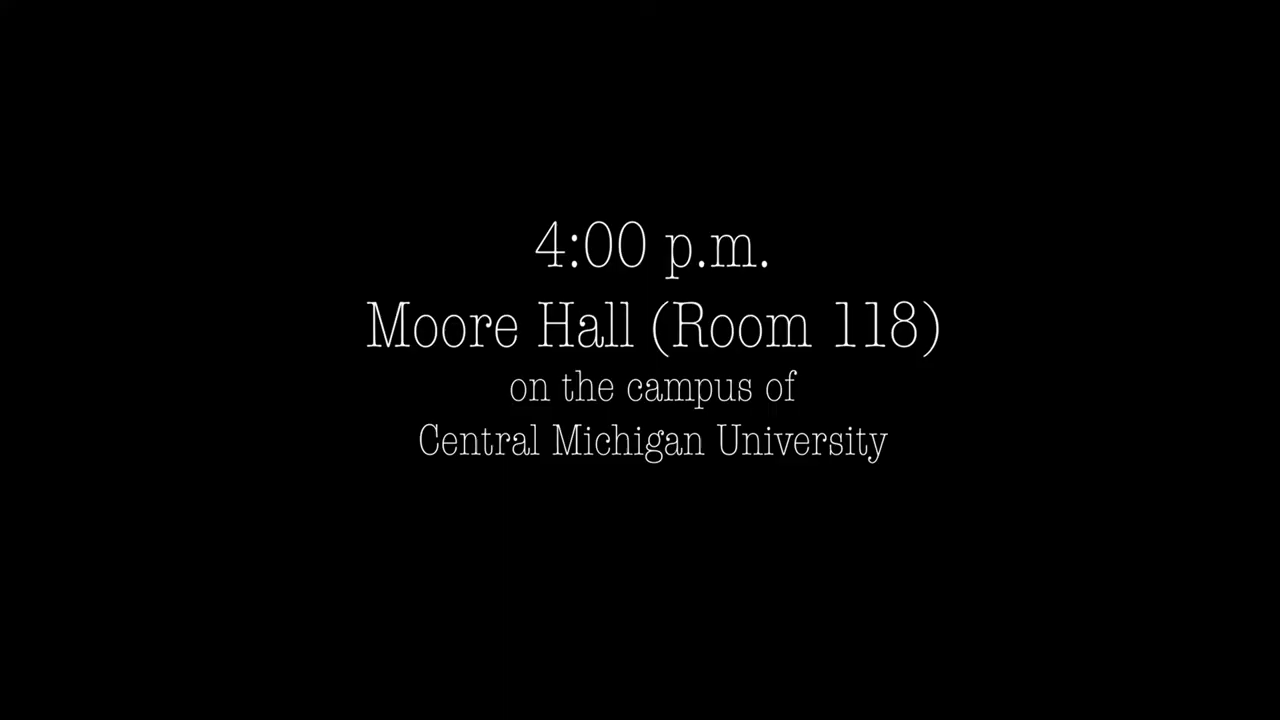 4:00 p.m.
Moore Hall (Room 118)
on the campus of
Central Michigan University